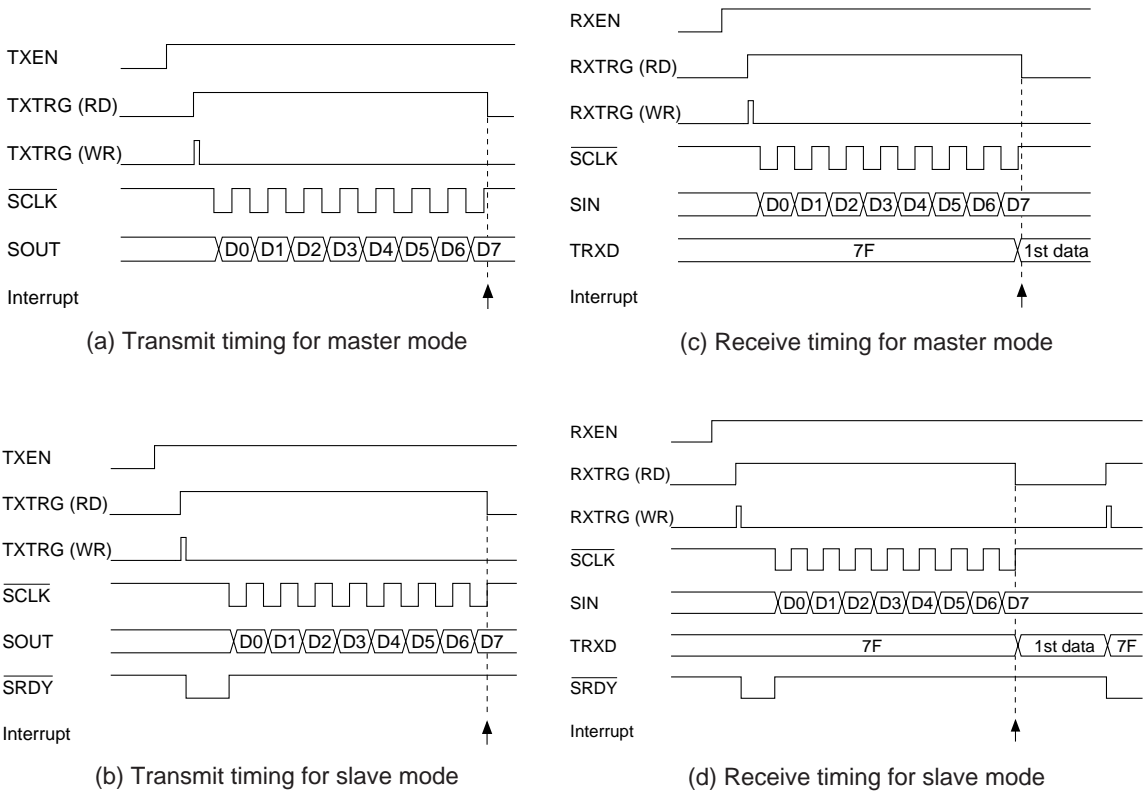 TXEN
TXTRG (RD)
TXTRG (WR)
SCLK
SOUT D0 D1 D2 D3 D4 D5 D6 D7
Interrupt
(a) Transmit timing for master mode
RXEN
RXTRG (RD)
RXTRG (WR)
SCLK
SIN D0 D1 D2 D3 D4 D5 D6 D7
TRXD 7F 1st data
Interrupt
(c) Receive timing for master mode
TXEN
TXTRG (RD)
TXTRG (WR)
SCLK
SOUT D0 D1 D2 D3 D4 D5 D6 D7
SRDY
Interrupt
(b) Transmit timing for slave mode
RXEN
RXTRG (RD)
RXTRG (WR)
SCLK
SIN D0 D1 D2 D3 D4 D5 D6 D7
TRXD 7F 1st data 7F
SRDY
Interrupt
(d) Receive timing for slave mode